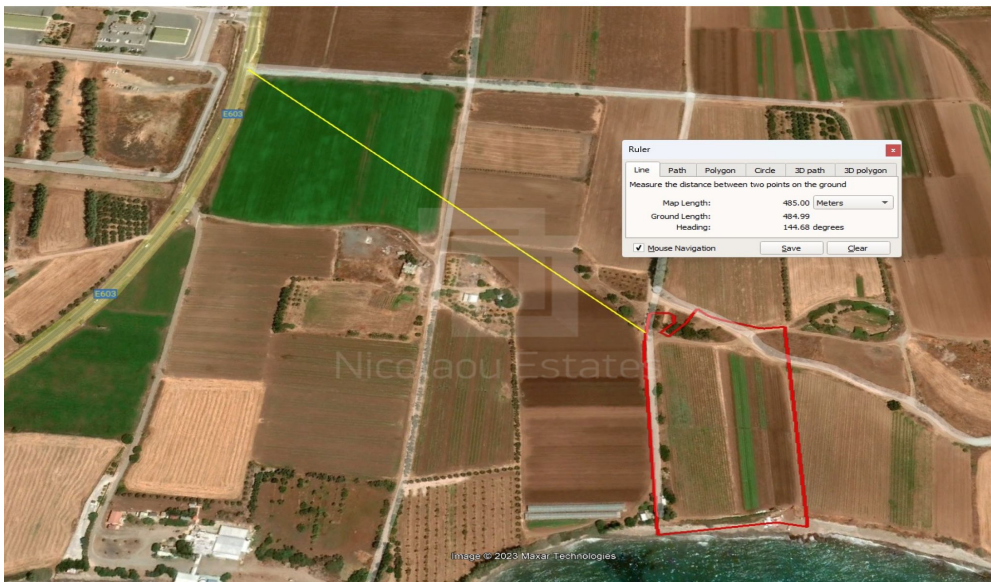 E603
Ruler
Line Path Polygon Circle 3D path 3D polygon
Measure the distance between two points on the ground
Map Length: 485.00 Meters
Ground Length: 484.99
Heading: 144.68 degrees
Mouse Navigation Save Clear
E603
Nicolaou Estates
Image © 2023 Maxar Technologies